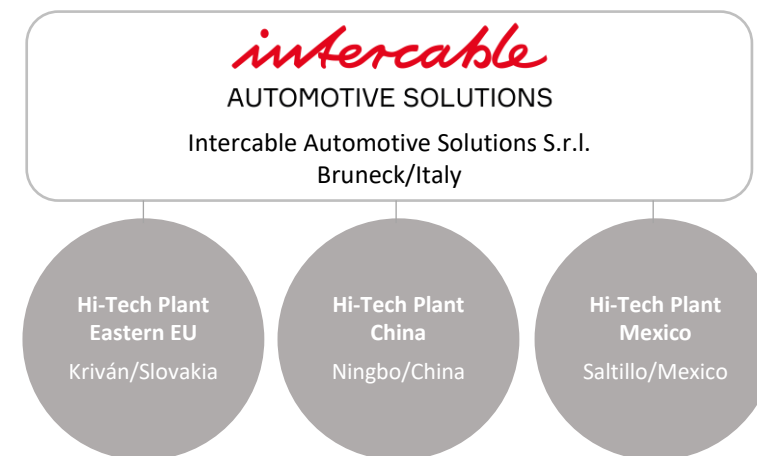 intercable
AUTOMOTIVE SOLUTIONS
Intercable Automotive Solutions S.r.l.
Bruneck/Italy
Hi-Tech Plant
Eastern EU
Kriván/Slovakia
Hi-Tech Plant
China
Ningbo/China
Hi-Tech Plant
Mexico
Saltillo/Mexico